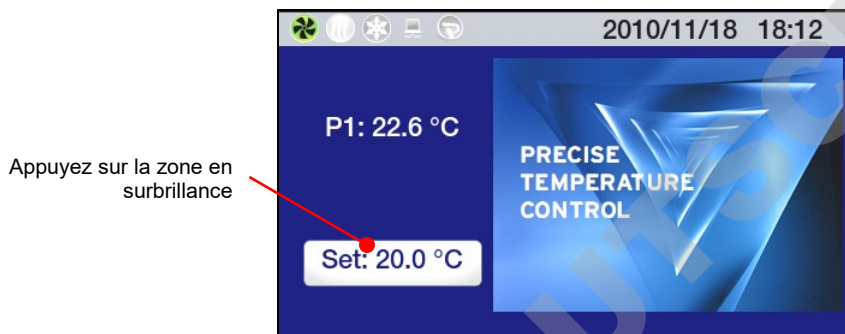 2010/11/18 18:12
P1: 22.6 °C
PRECISE
TEMPERATURE
CONTROL
Appuyez sur la zone en
surbrillance
Set: 20.0 °C